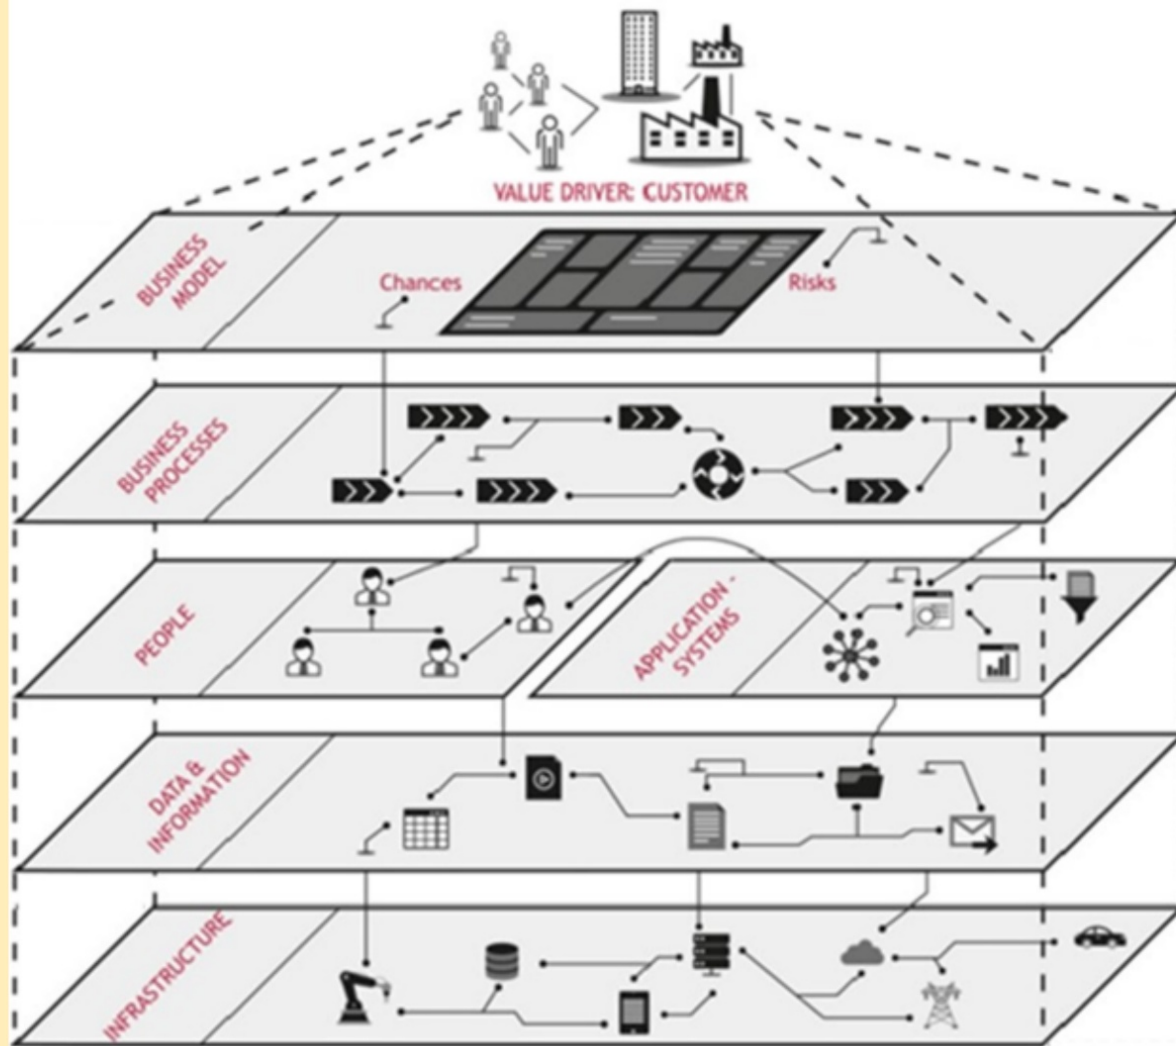 VALUE DRIVER: CUSTOMER
BUSINESS
MODEL
Chances
Risks
BUSINESS
PROCESSES
PEOPLE
APPLICATION -
SYSTEMS
DATA &
INFORMATION
INFRASTRUCTURE